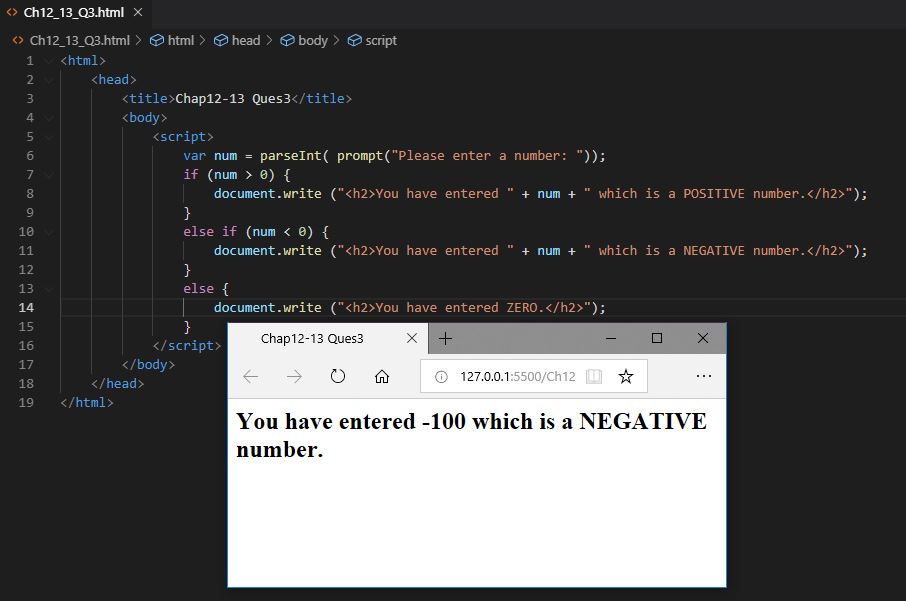 Ch12_13_Q3.html
Ch12_13_Q3.html > html > head > body > script
1 <html>
2 <head>
3 <title>Chap12-13 Ques3</title>
4 <body>
5 <script>
6 var num = parseInt( prompt("Please enter a number: "));
7 if (num > 0) {
8 document.write ("<h2>You have entered " + num + " which is a POSITIVE number.</h2>");
9 }
10 else if (num < 0) {
11 document.write ("<h2>You have entered " + num + " which is a NEGATIVE number.</h2>");
12 }
13 else {
14 document.write ("<h2>You have entered ZERO.</h2>");
15 }
16 </script>
17 </body>
18 </head>
19 </html>
Chap12-13 Ques3
127.0.0.1:5500/Ch12
You have entered -100 which is a NEGATIVE
number.